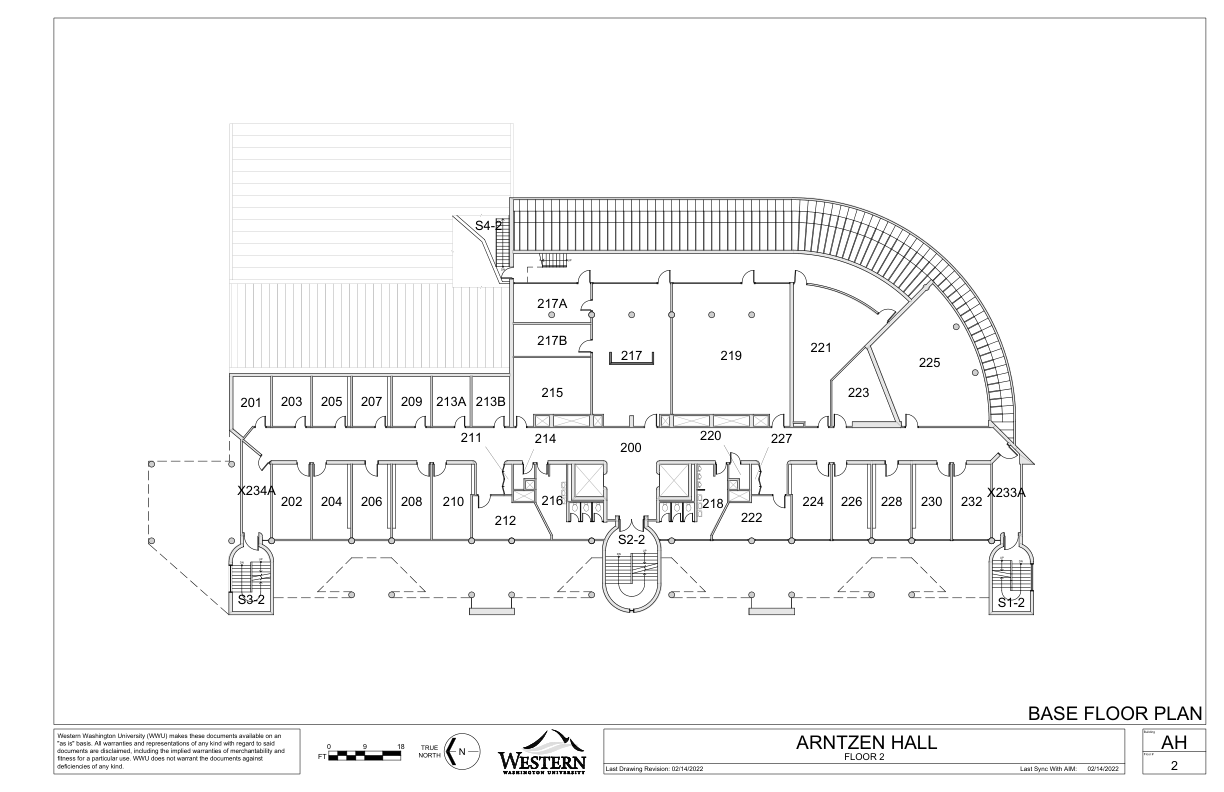 S4-2
217A
217B
217
219
221
225
223
215
201
203
205
207
209
213A
213B
211
214
200
220
227
X234A
202
204
206
208
210
212
216
218
222
224
226
228
230
232
X233A
S2-2
S3-2
S1-2
BASE FLOOR PLAN
Western Washington University (WWU) makes these documents available on an
"as is" basis. All warranties and representations of any kind with regard to said
documents are disclaimed, including the implied warranties of merchantability and
fitness for a particular use. WWU does not warrant the documents against
deficiencies of any kind.
0 9 18
FT
TRUE
NORTH
N
WESTERN
WASHINGTON UNIVERSITY
ARNTZEN HALL
FLOOR 2
Last Drawing Revision: 02/14/2022
Last Sync With AIM: 02/14/2022
Building
AH
2